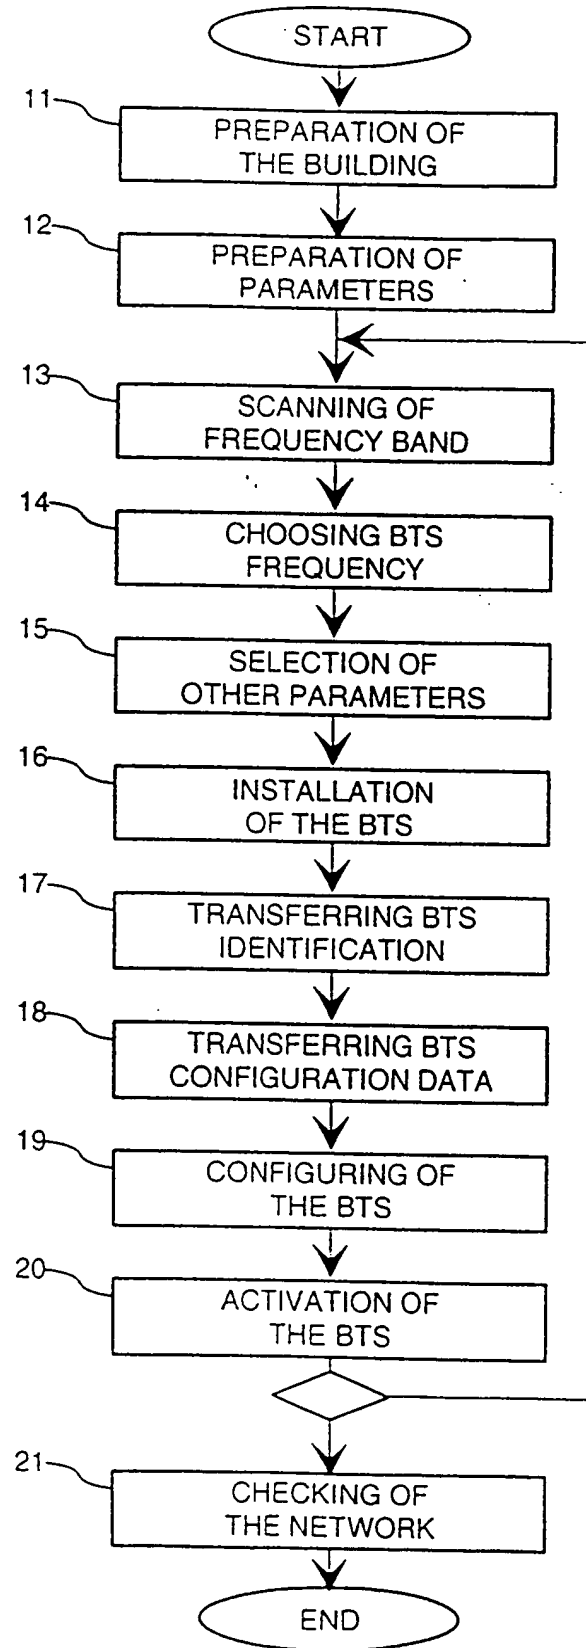 START
11
PREPARATION OF
THE BUILDING
12
PREPARATION OF
PARAMETERS
13
SCANNING OF
FREQUENCY BAND
14
CHOOSING BTS
FREQUENCY
15
SELECTION OF
OTHER PARAMETERS
16
INSTALLATION
OF THE BTS
17
TRANSFERRING BTS
IDENTIFICATION
18
TRANSFERRING BTS
CONFIGURATION DATA
19
CONFIGURING OF
THE BTS
20
ACTIVATION OF
THE BTS
21
CHECKING OF
THE NETWORK
END